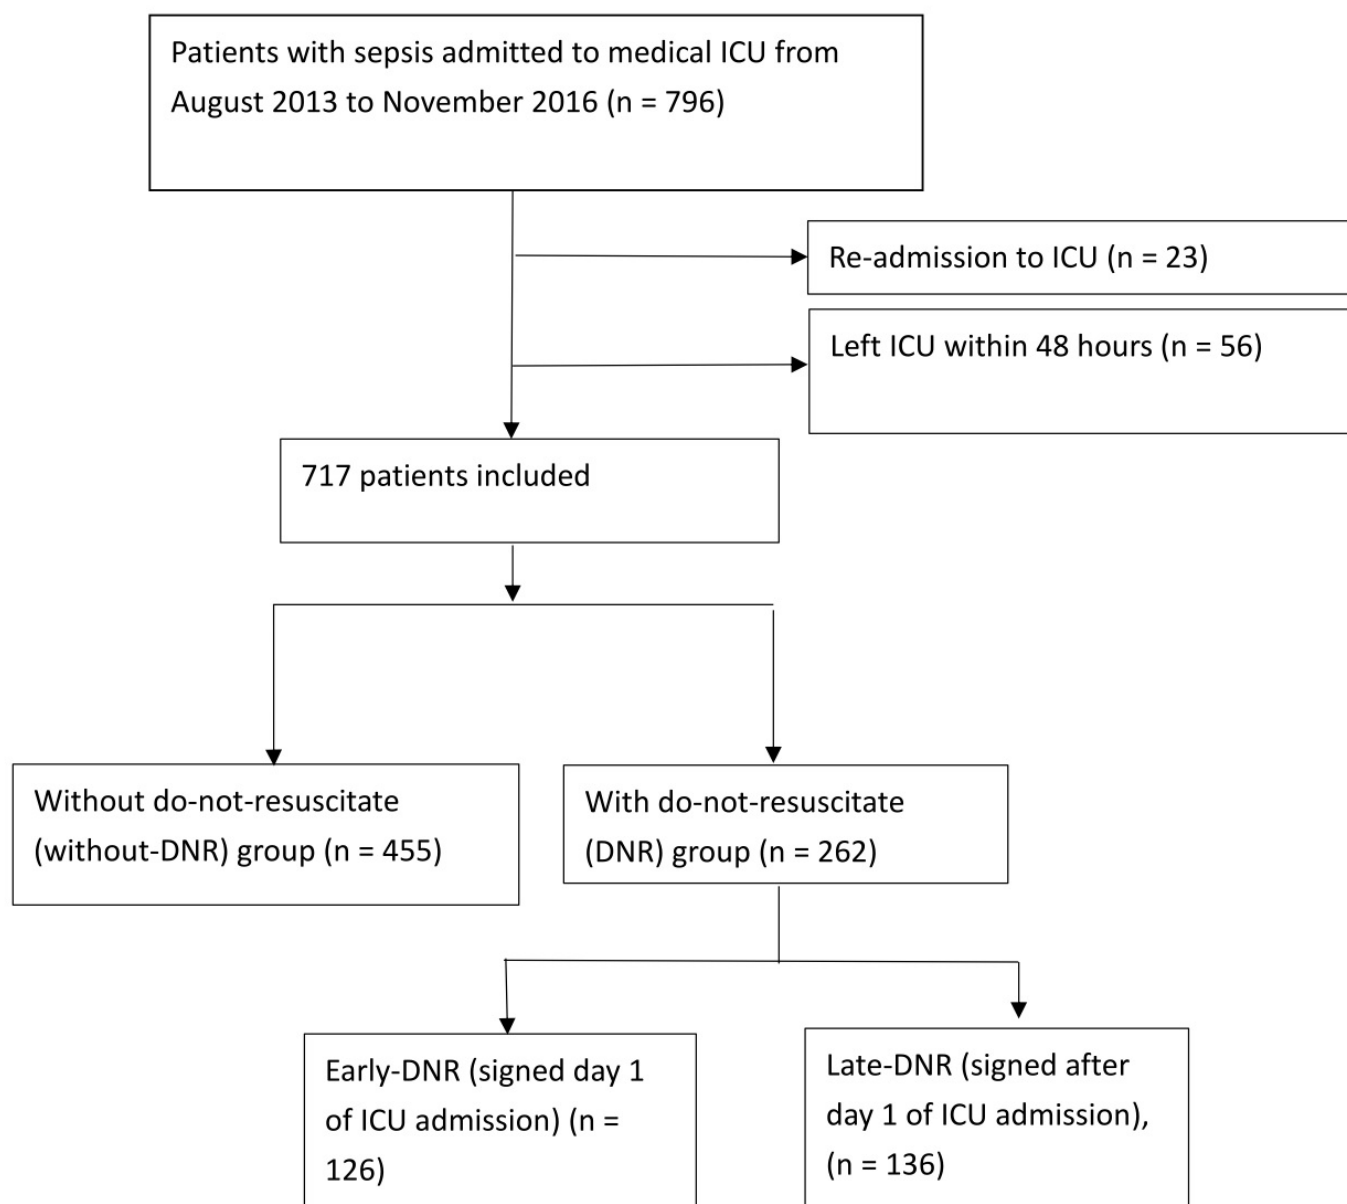 Patients with sepsis admitted to medical ICU from
August 2013 to November 2016 (n = 796)
Re-admission to ICU (n = 23)
Left ICU within 48 hours (n = 56)
717 patients included
Without do-not-resuscitate
(without-DNR) group (n = 455)
With do-not-resuscitate
(DNR) group (n = 262)
Early-DNR (signed day 1
of ICU admission) (n =
126)
Late-DNR (signed after
day 1 of ICU admission),
(n = 136)